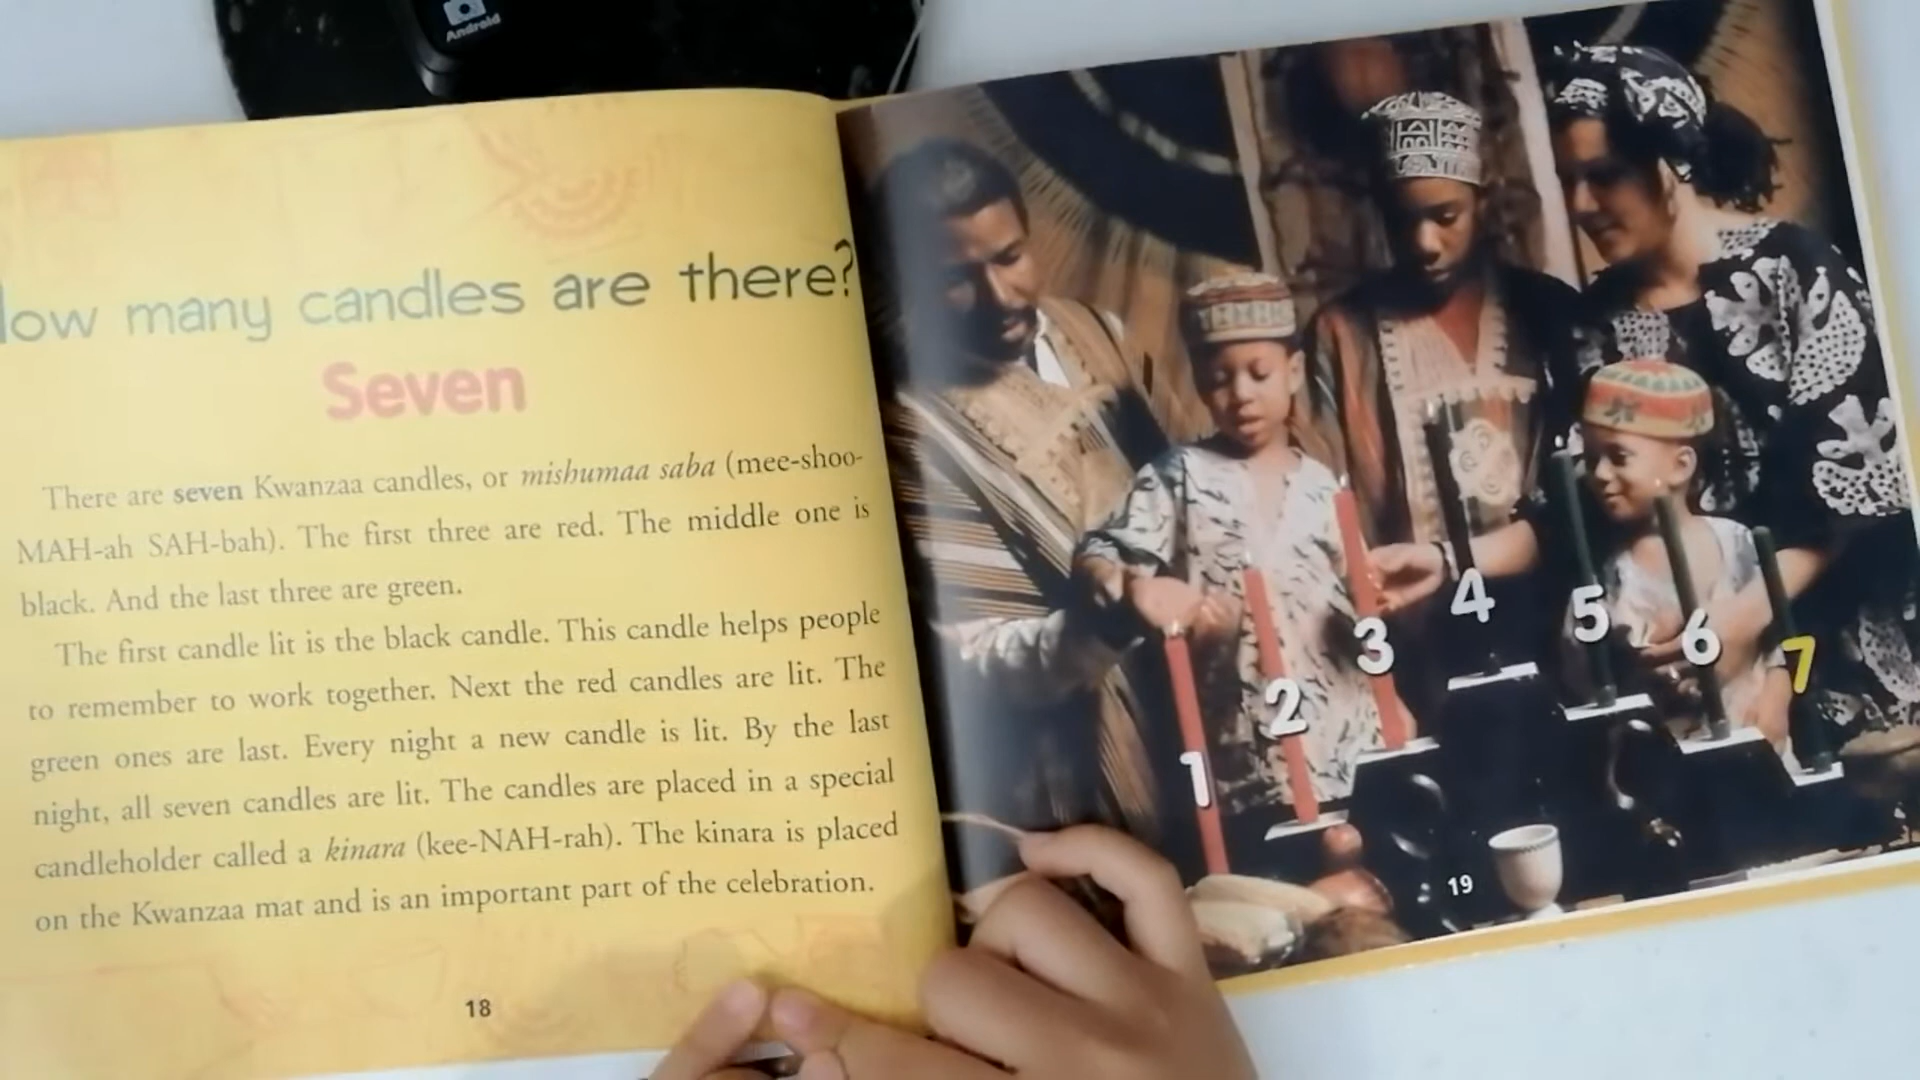 Android
ow many candles are there?
Seven
There are seven Kwanzaa candles, or mishumaa saba (mee-shoo-
MAH-ah SAH-bah). The first three are red. The middle one is
black. And the last three are green.
The first candle lit is the black candle. This candle helps people
to remember to work together. Next the red candles are lit. The
green ones are last. Every night a new candle is lit. By the last
night, all seven candles are lit. The candles are placed in a special
candleholder called a kinara (kee-NAH-rah). The kinara is placed
on the Kwanzaa mat and is an important part of the celebration.
18
1
2
3
4
5
6
7
19